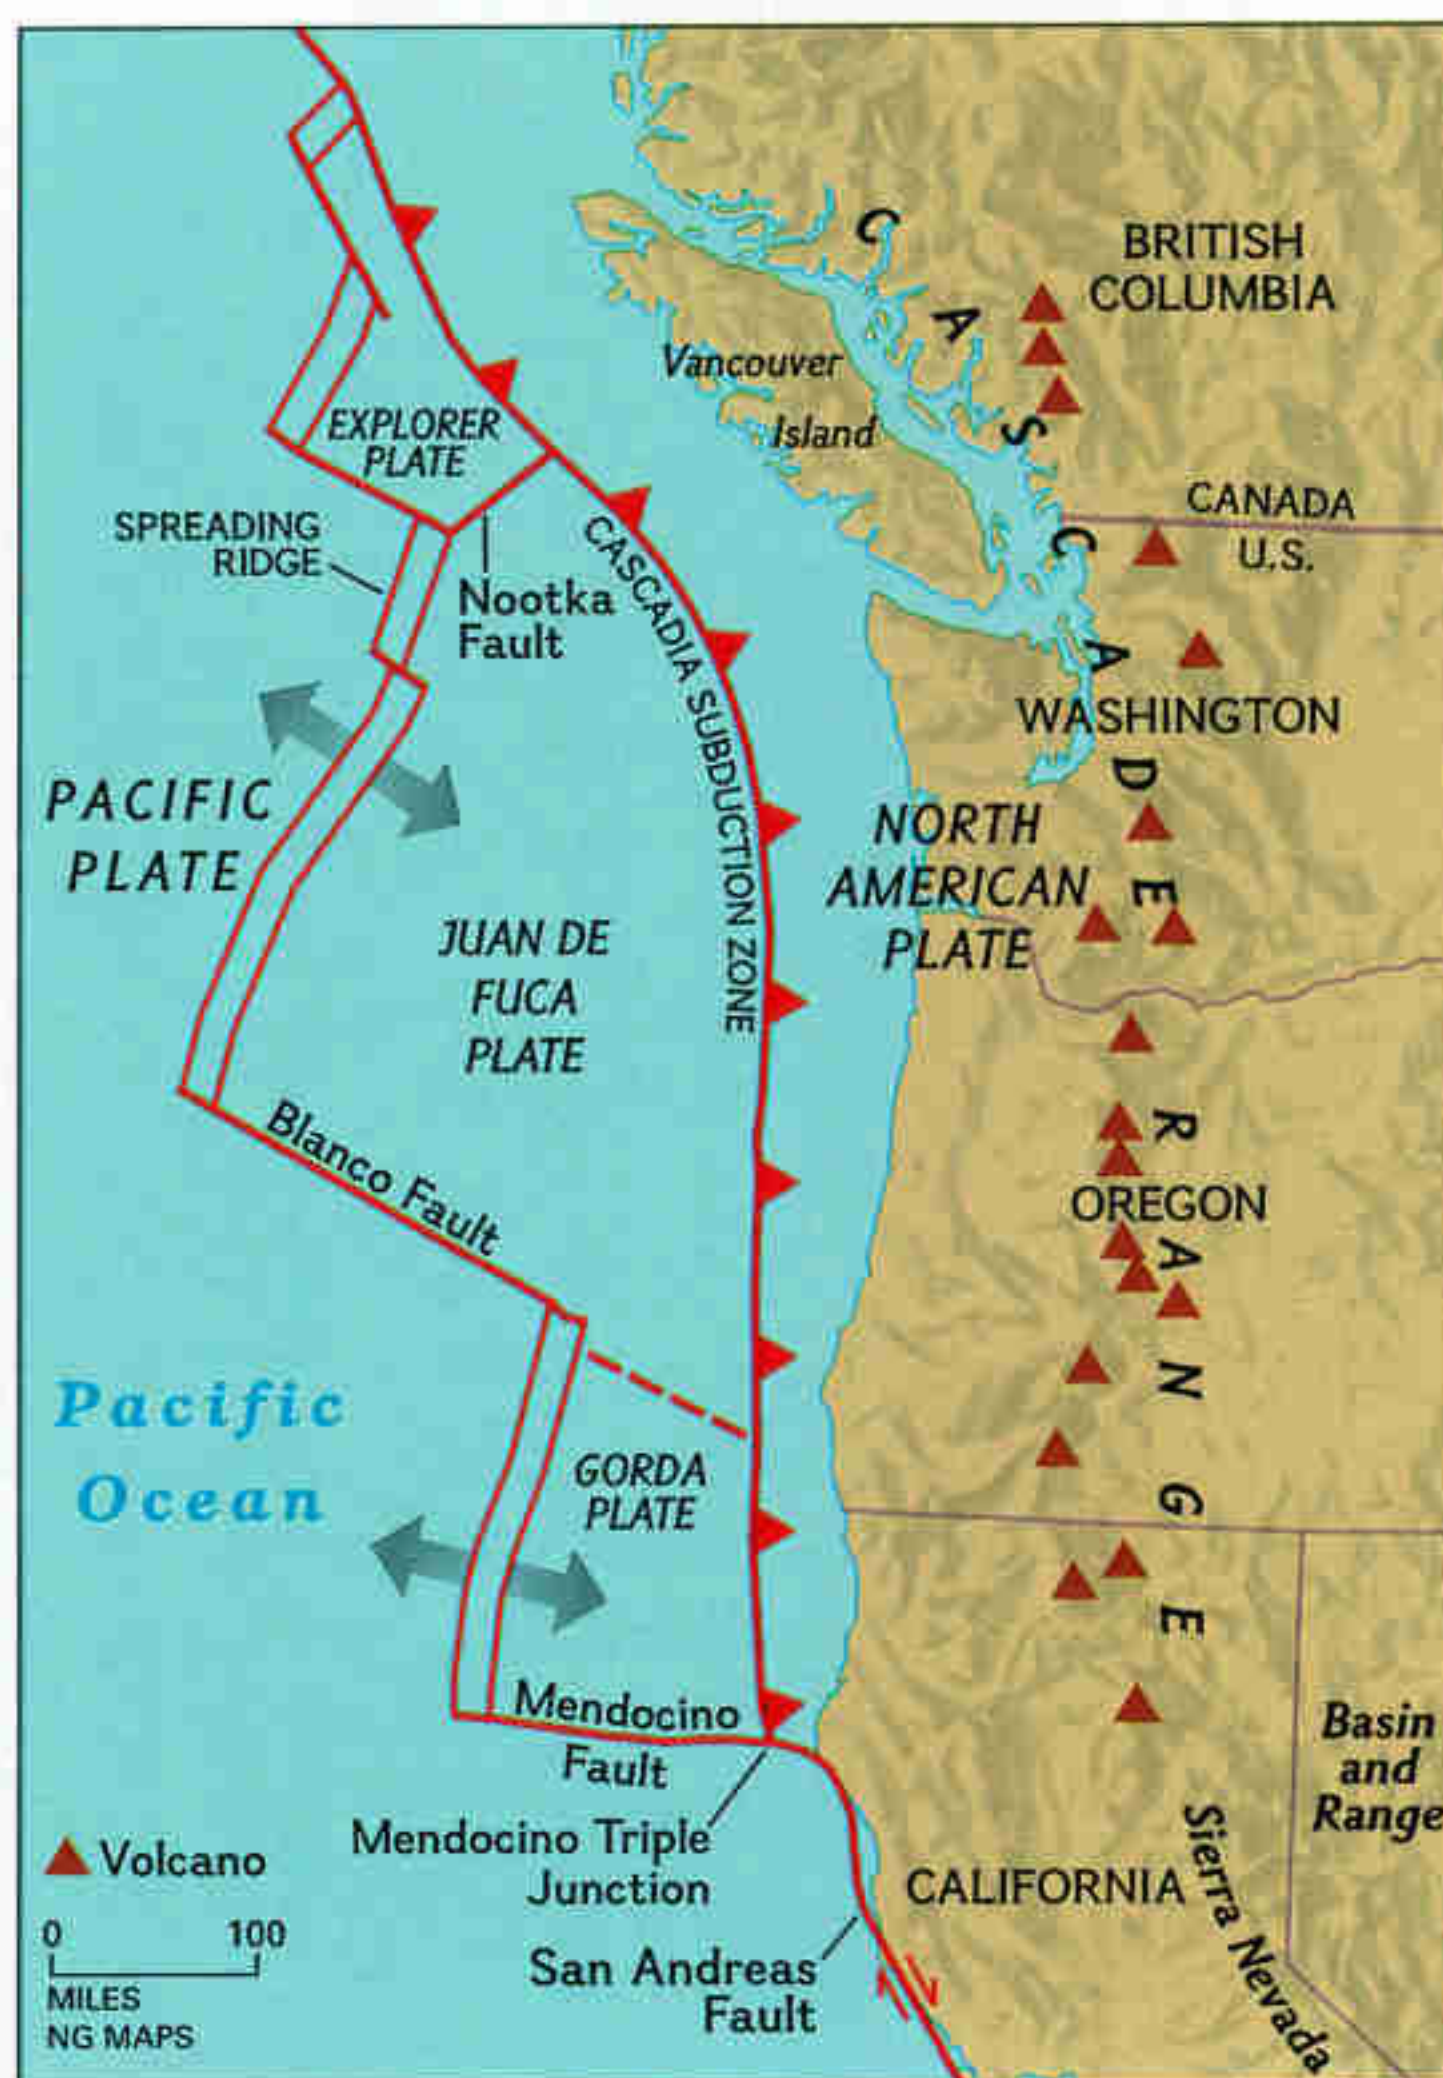 BRITISH
COLUMBIA
Vancouver
Island
CASCADE RANGE
EXPLORER
PLATE
SPREADING
RIDGE
Nootka
Fault
CASCADIA SUBDUCTION ZONE
CANADA
U.S.
WASHINGTON
PACIFIC
PLATE
NORTH
AMERICAN
PLATE
JUAN DE
FUCA
PLATE
Blanco Fault
OREGON
Pacific
Ocean
GORDA
PLATE
Mendocino
Fault
Mendocino Triple
Junction
Basin
and
Range
Sierra Nevada
CALIFORNIA
San Andreas
Fault
Volcano
0 100
MILES
NG MAPS